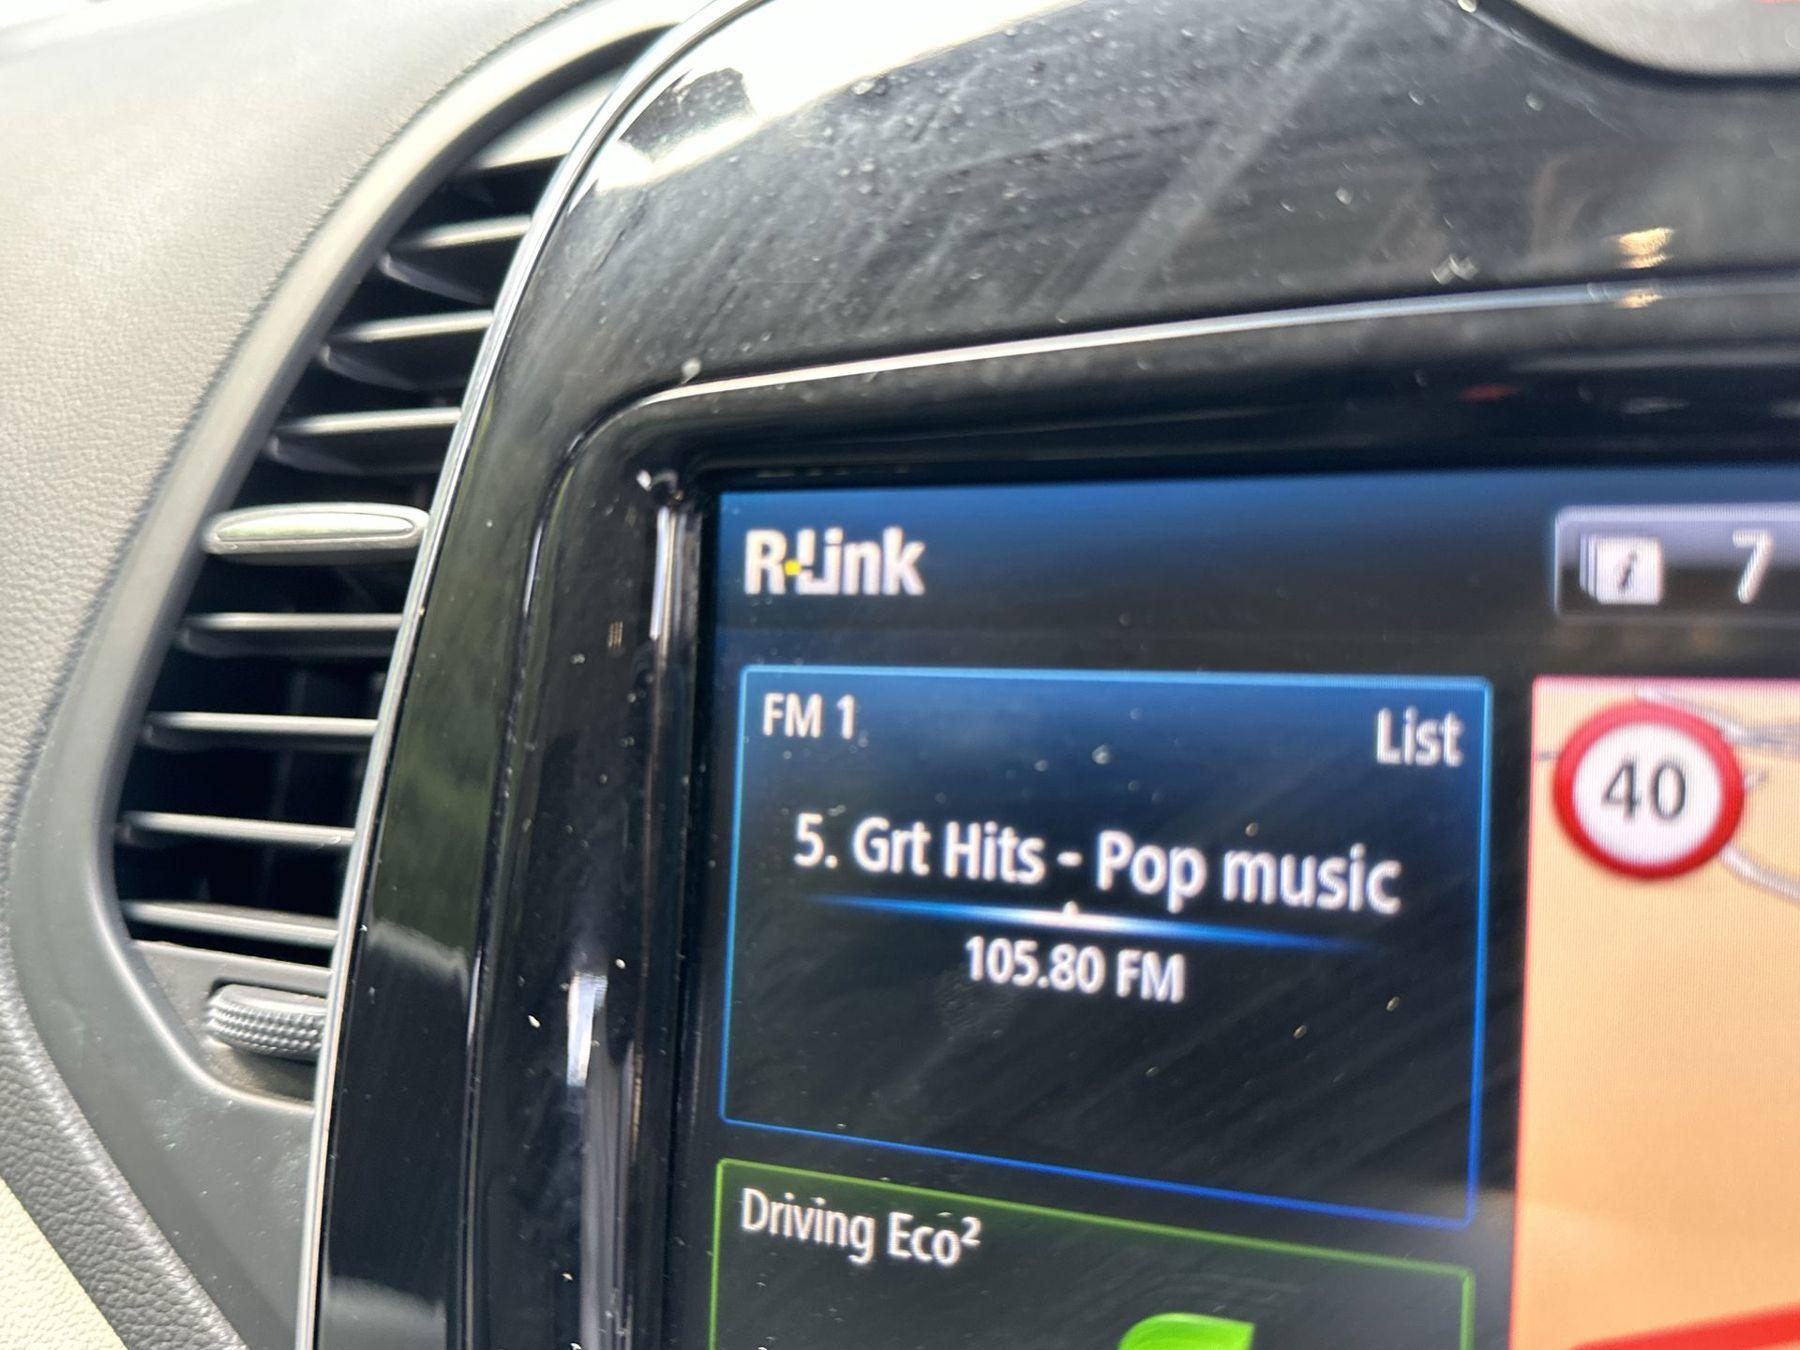 R-Link
7
FM 1
List
5. Grt Hits - Pop music
105.80 FM
40
Driving Eco²